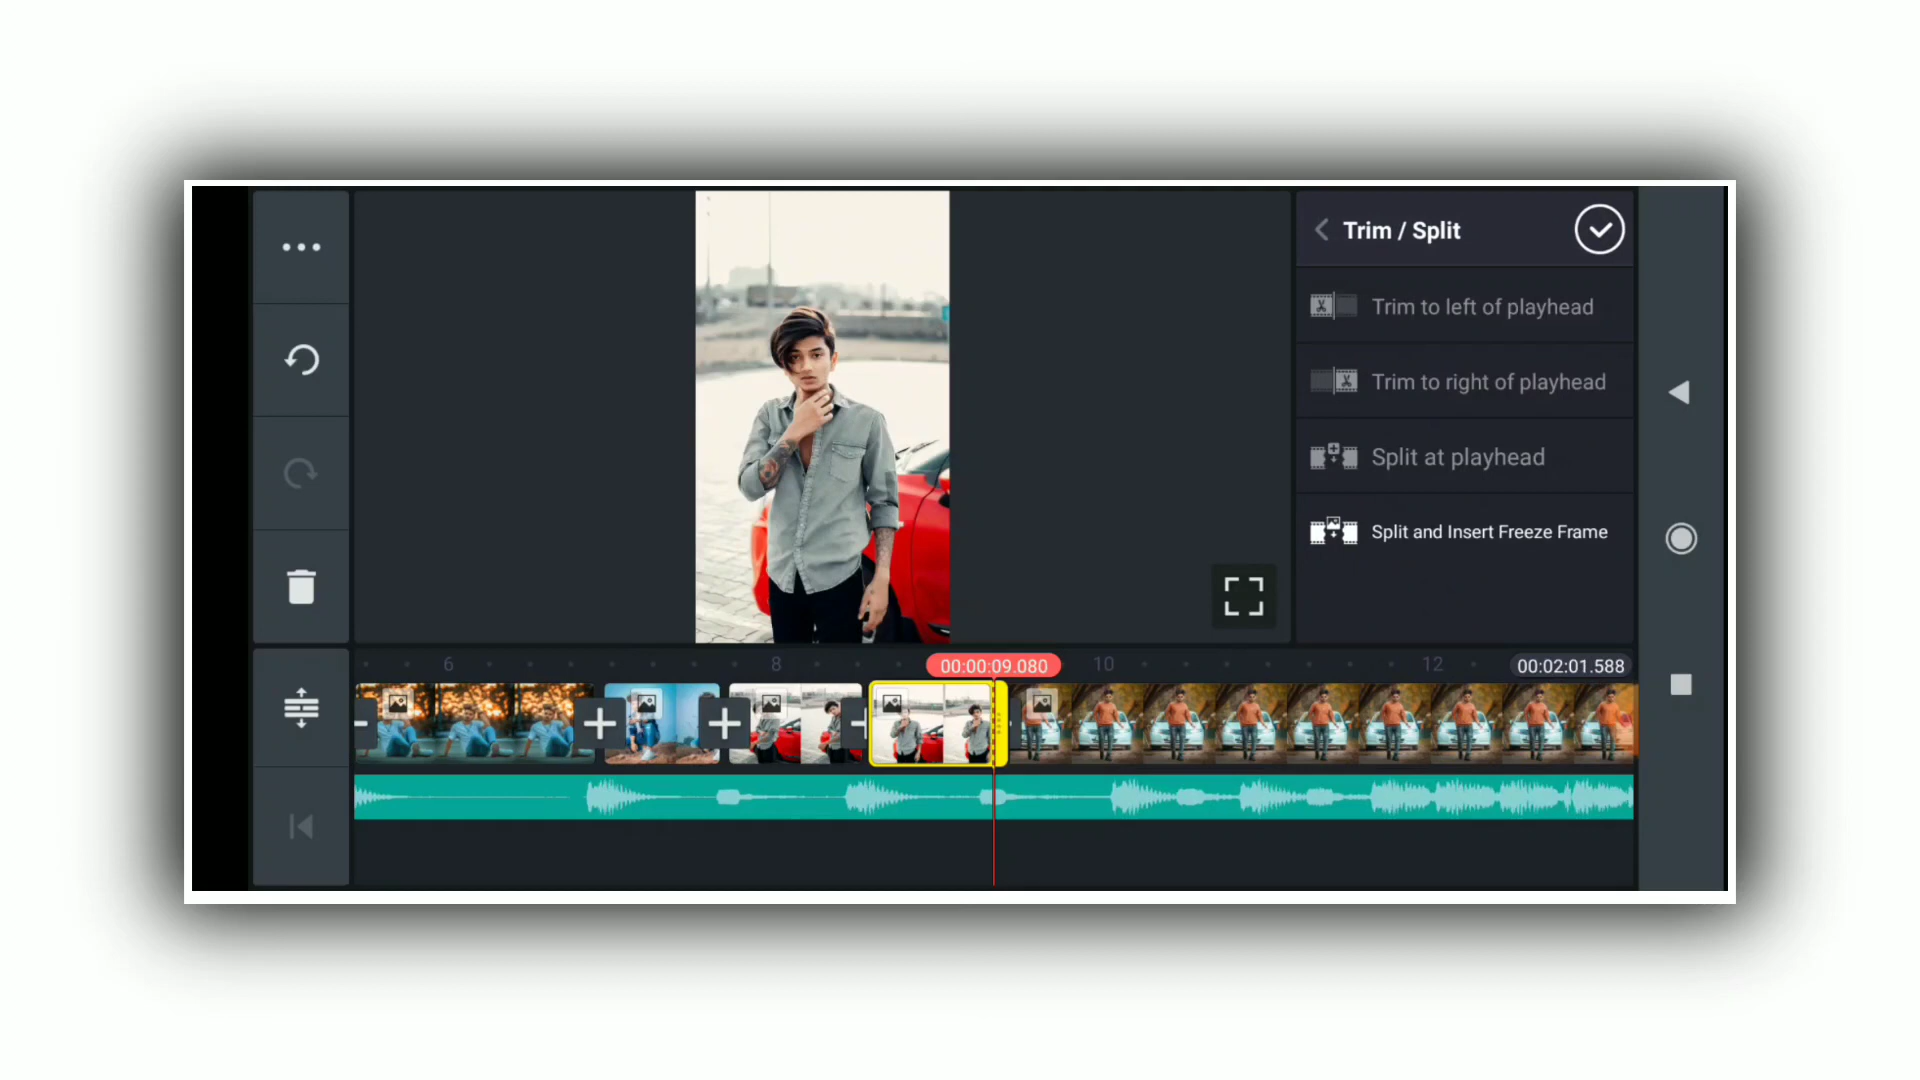 Trim / Split
Trim to left of playhead
Trim to right of playhead
Split at playhead
Split and Insert Freeze Frame
6
8
00:00:09.080
10
12
00:02:01.588